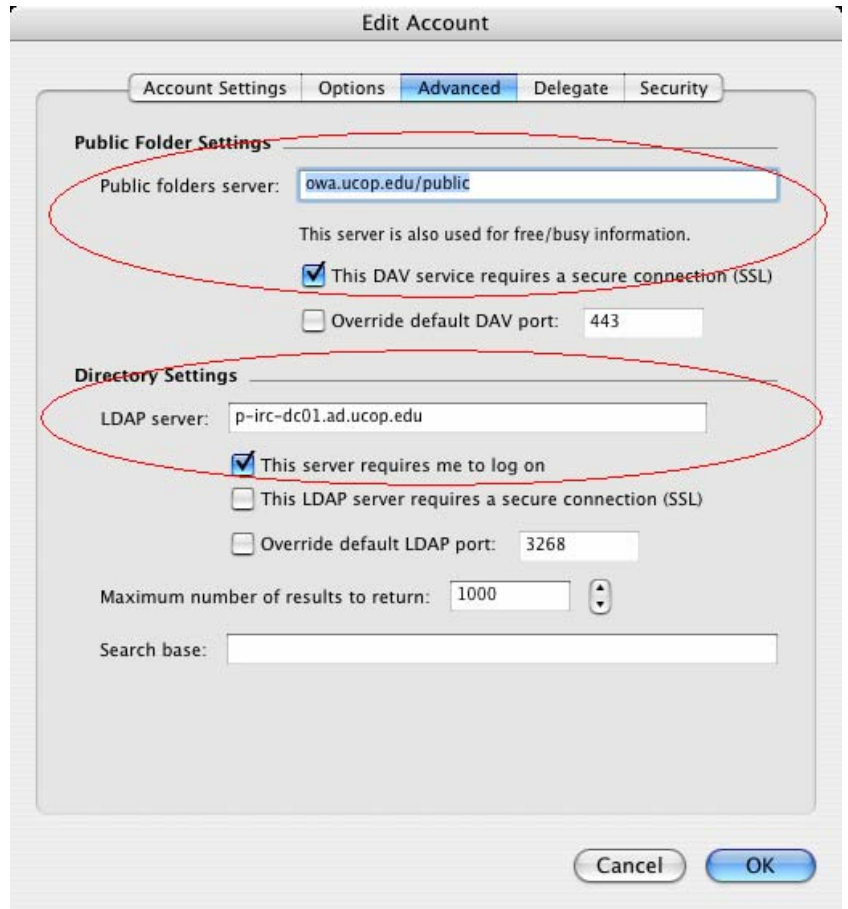 Edit Account
Account Settings Options Advanced Delegate Security
Public Folder Settings
Public folders server: owa.ucop.edu/public
This server is also used for free/busy information.
This DAV service requires a secure connection (SSL)
Override default DAV port: 443
Directory Settings
LDAP server: p-irc-dc01.ad.ucop.edu
This server requires me to log on
This LDAP server requires a secure connection (SSL)
Override default LDAP port: 3268
Maximum number of results to return: 1000
Search base:
Cancel OK